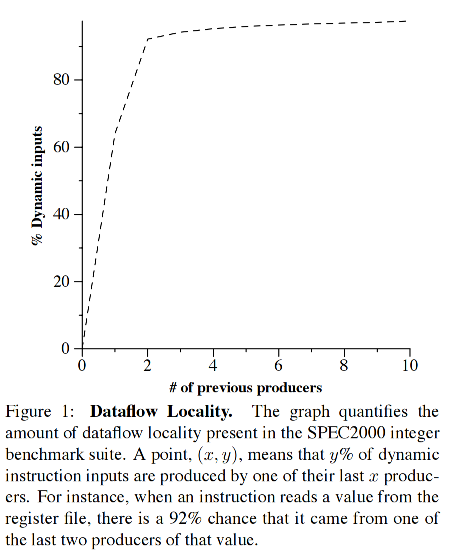 80
60
40
20
0
% Dynamic inputs
0 2 4 6 8 10
# of previous producers
Figure 1: Dataflow Locality. The graph quantifies the
amount of dataflow locality present in the SPEC2000 integer
benchmark suite. A point, (x, y), means that y% of dynamic
instruction inputs are produced by one of their last x produc-
ers. For instance, when an instruction reads a value from the
register file, there is a 92% chance that it came from one of
the last two producers of that value.